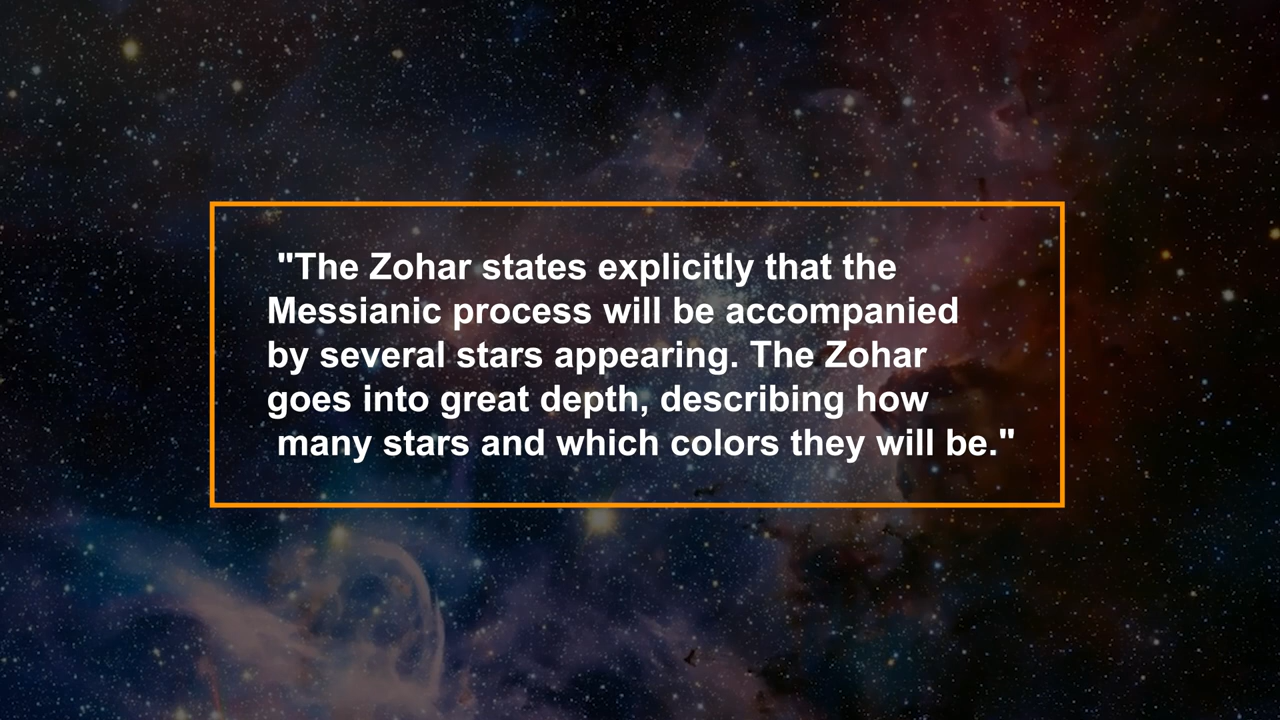 "The Zohar states explicitly that the
Messianic process will be accompanied
by several stars appearing. The Zohar
goes into great depth, describing how
many stars and which colors they will be."